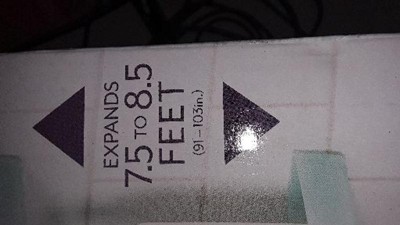 EXPANDS
7.5 TO 8.5
FEET
(91-103in.)